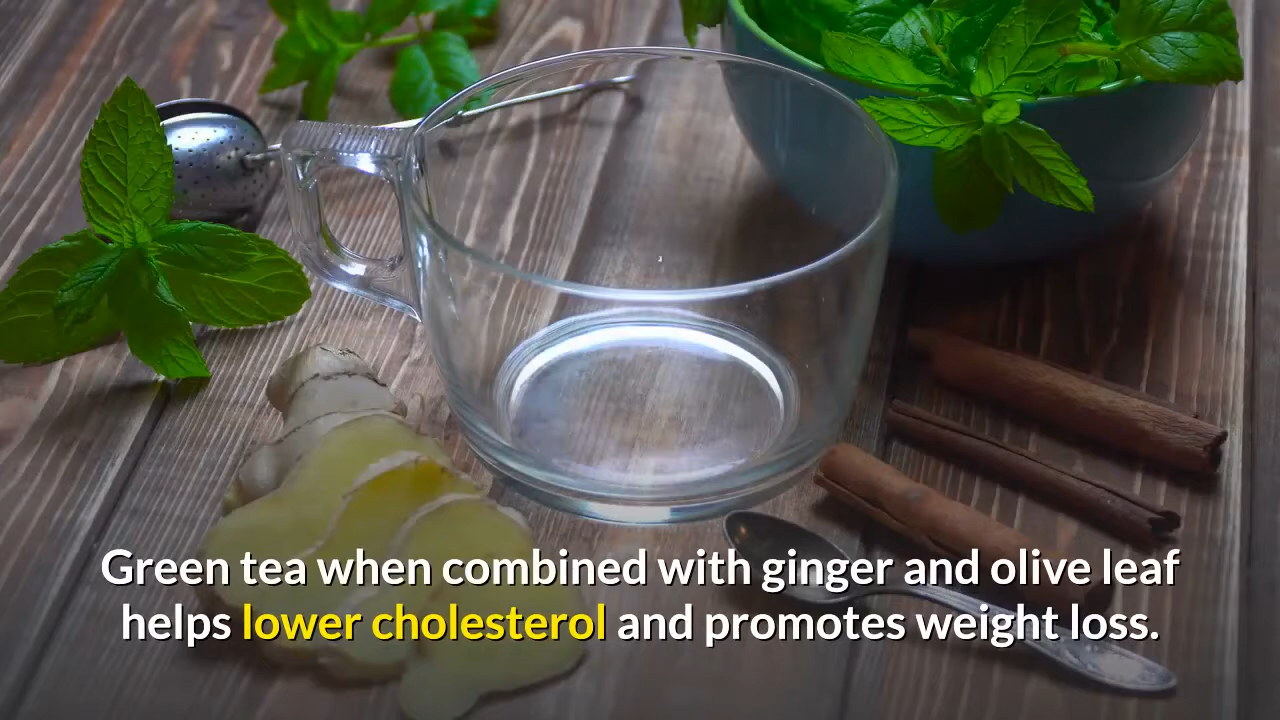 Green tea when combined with ginger and olive leaf
helps lower cholesterol and promotes weight loss.